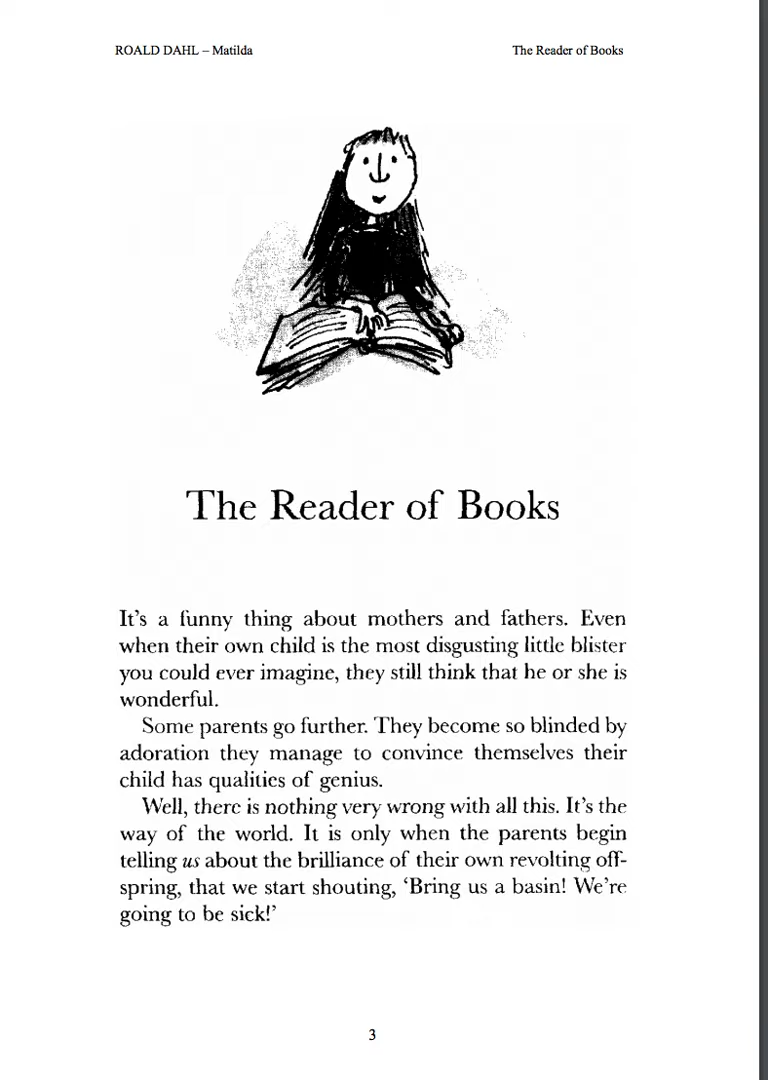 ROALD DAHL – Matilda
The Reader of Books
The Reader of Books
It's a funny thing about mothers and fathers. Even
when their own child is the most disgusting little blister
you could ever imagine, they still think that he or she is
wonderful.
Some parents go further. They become so blinded by
adoration they manage to convince themselves their
child has qualities of genius.
Well, there is nothing very wrong with all this. It's the
way of the world. It is only when the parents begin
telling us about the brilliance of their own revolting off-
spring, that we start shouting, ‘Bring us a basin! We're
going to be sick!’
3